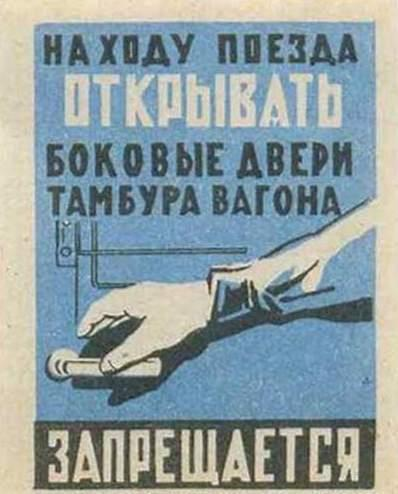 НА ХОДУ ПОЕЗДА
ОТКРЫВАТЬ
БОКОВЫЕ ДВЕРИ
ТАМБУРА ВАГОНА
ЗАПРЕЩАЕТСЯ